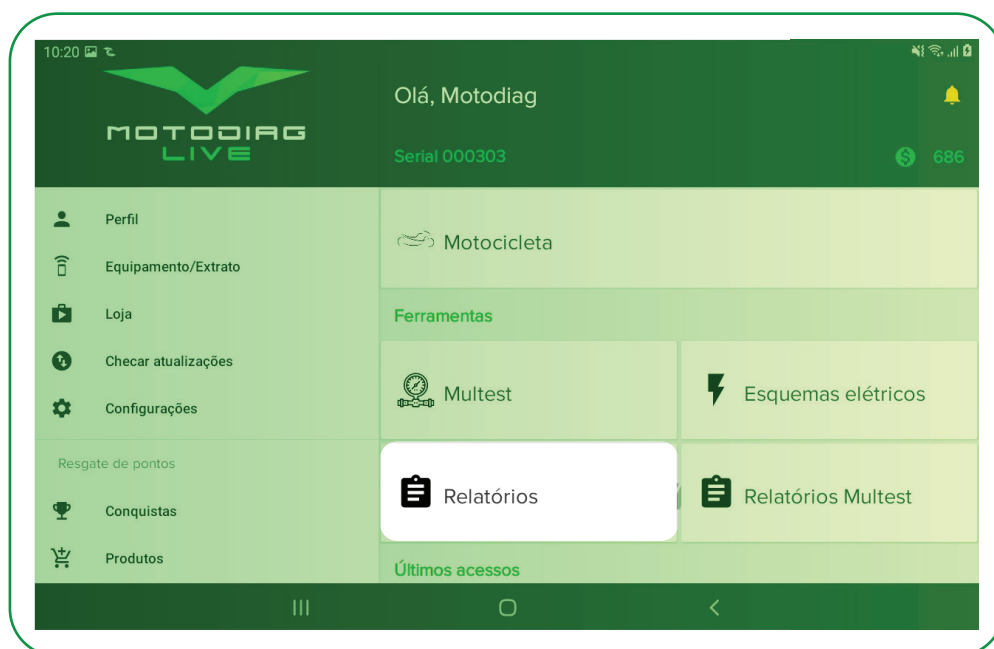 10:20
MOTODIAG
LIVE
Olá, Motodiag
Serial 000303
686
Perfil
Equipamento/Extrato
Loja
Checar atualizações
Configurações
Resgate de pontos
Conquistas
Produtos
Motocicleta
Ferramentas
Multest
Esquemas elétricos
Relatórios
Relatórios Multest
Últimos acessos